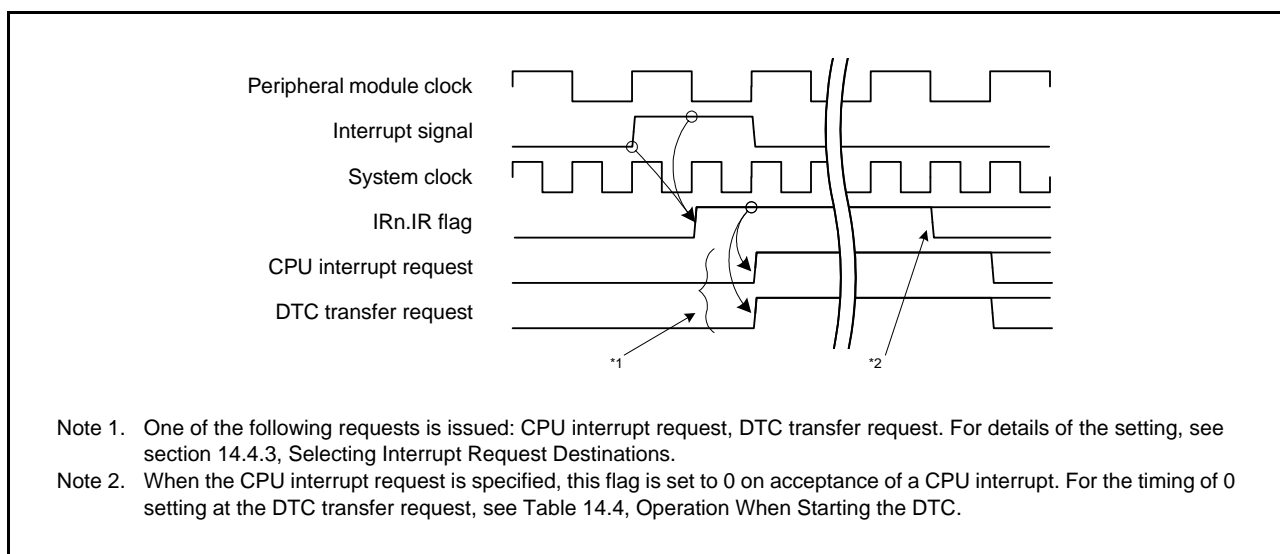 Peripheral module clock
Interrupt signal
System clock
IRn.IR flag
CPU interrupt request
DTC transfer request
*1
*2
Note 1. One of the following requests is issued: CPU interrupt request, DTC transfer request. For details of the setting, see
section 14.4.3, Selecting Interrupt Request Destinations.
Note 2. When the CPU interrupt request is specified, this flag is set to 0 on acceptance of a CPU interrupt. For the timing of 0
setting at the DTC transfer request, see Table 14.4, Operation When Starting the DTC.